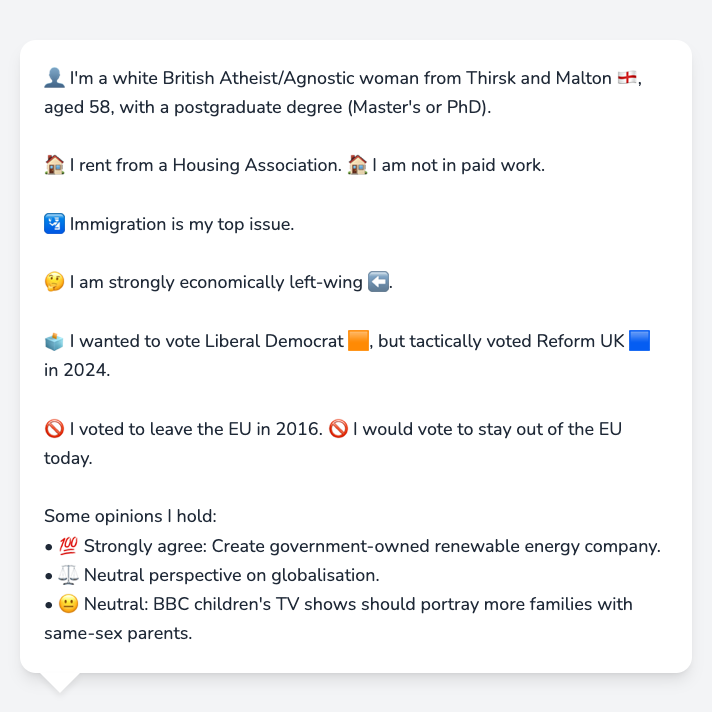 👤 I'm a white British Atheist/Agnostic woman from Thirsk and Malton 🏴󠁧󠁢󠁥󠁮󠁧󠁿,
aged 58, with a postgraduate degree (Master's or PhD).
🏠 I rent from a Housing Association. 🏠 I am not in paid work.
🛂 Immigration is my top issue.
🤔 I am strongly economically left-wing ⬅️.
🗳️ I wanted to vote Liberal Democrat 🟧, but tactically voted Reform UK 🟦
in 2024.
🚫 I voted to leave the EU in 2016. 🚫 I would vote to stay out of the EU
today.
Some opinions I hold:
• 💯 Strongly agree: Create government-owned renewable energy company.
• ⚖️ Neutral perspective on globalisation.
• 😐 Neutral: BBC children's TV shows should portray more families with
same-sex parents.